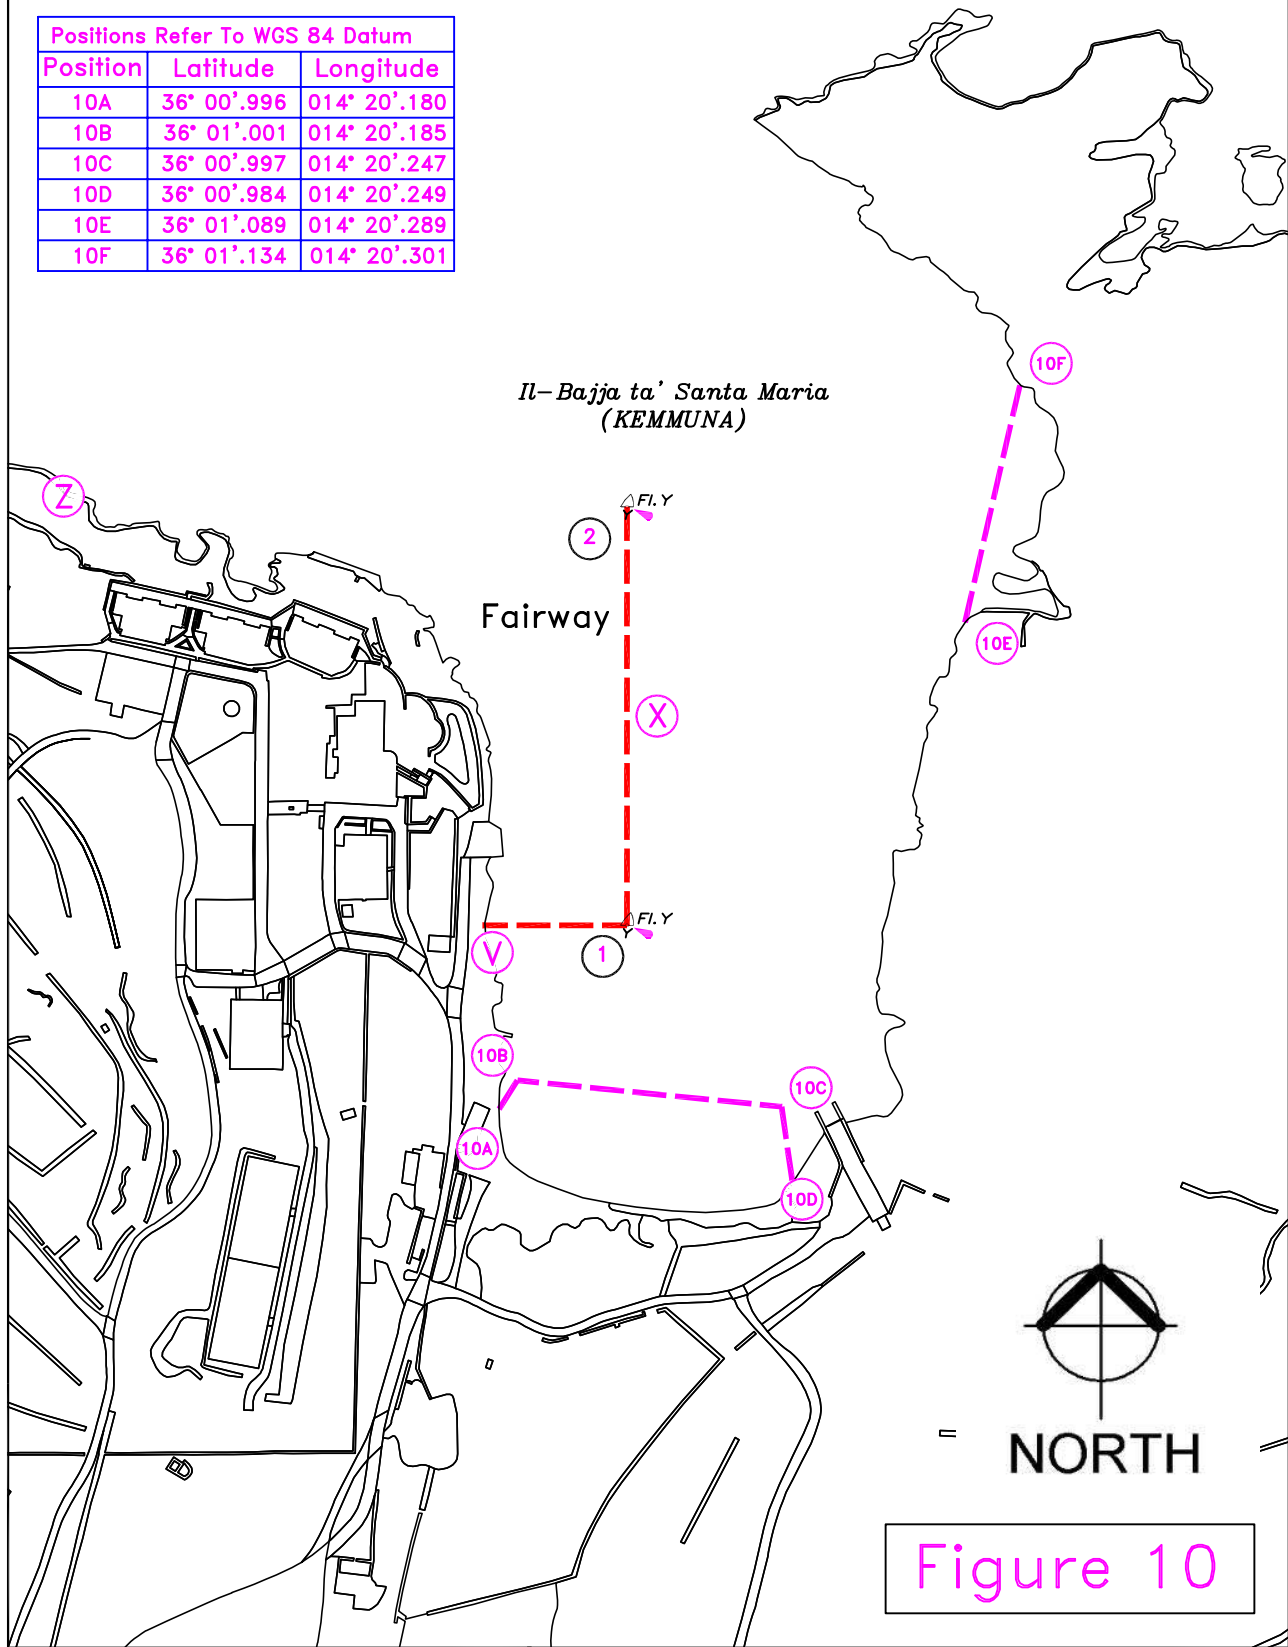 Positions Refer To WGS 84 Datum
Position Latitude Longitude
10A 36° 00'.996 014° 20'.180
10B 36° 01'.001 014° 20'.185
10C 36° 00'.997 014° 20'.247
10D 36° 00'.984 014° 20'.249
10E 36° 01'.089 014° 20'.289
10F 36° 01'.134 014° 20'.301
10F
Il-Bajja ta' Santa Maria
(KEMMUNA)
Z
Fl.Y
Y
2
Fairway
10E
X
Fl.Y
Y
V
1
10B
10C
10A
10D
NORTH
Figure 10